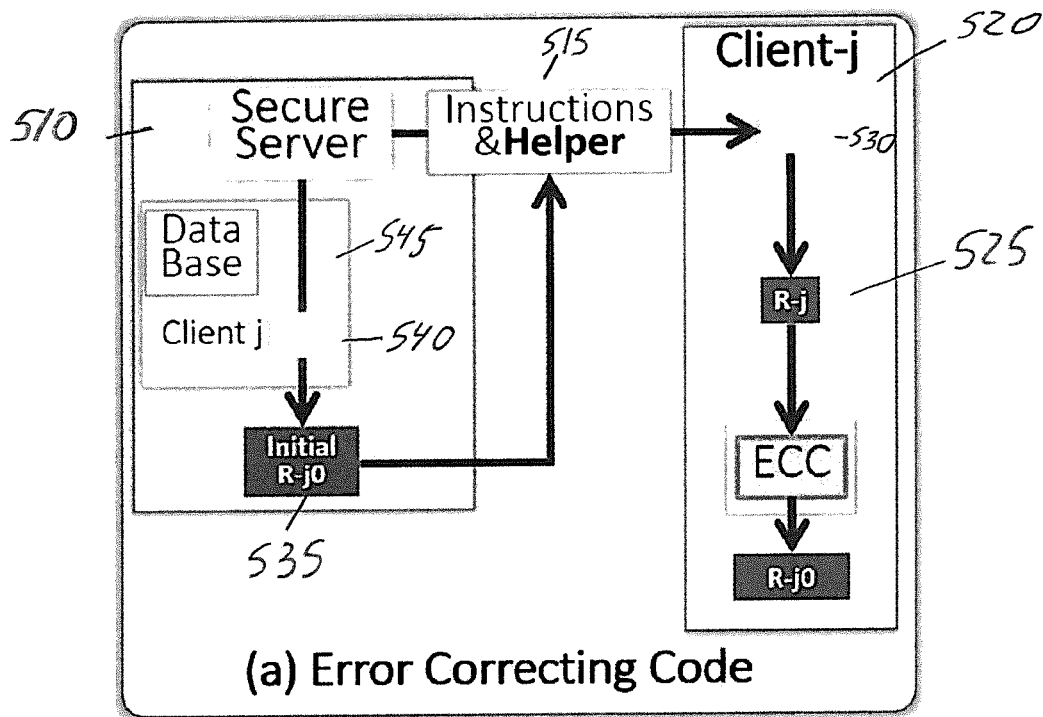 515
Client-j
520
510
Secure
Server
Instructions
&Helper
-530
Data
Base
545
525
R-j
Client j
540
Initial
R-j0
ECC
535
R-j0
(a) Error Correcting Code